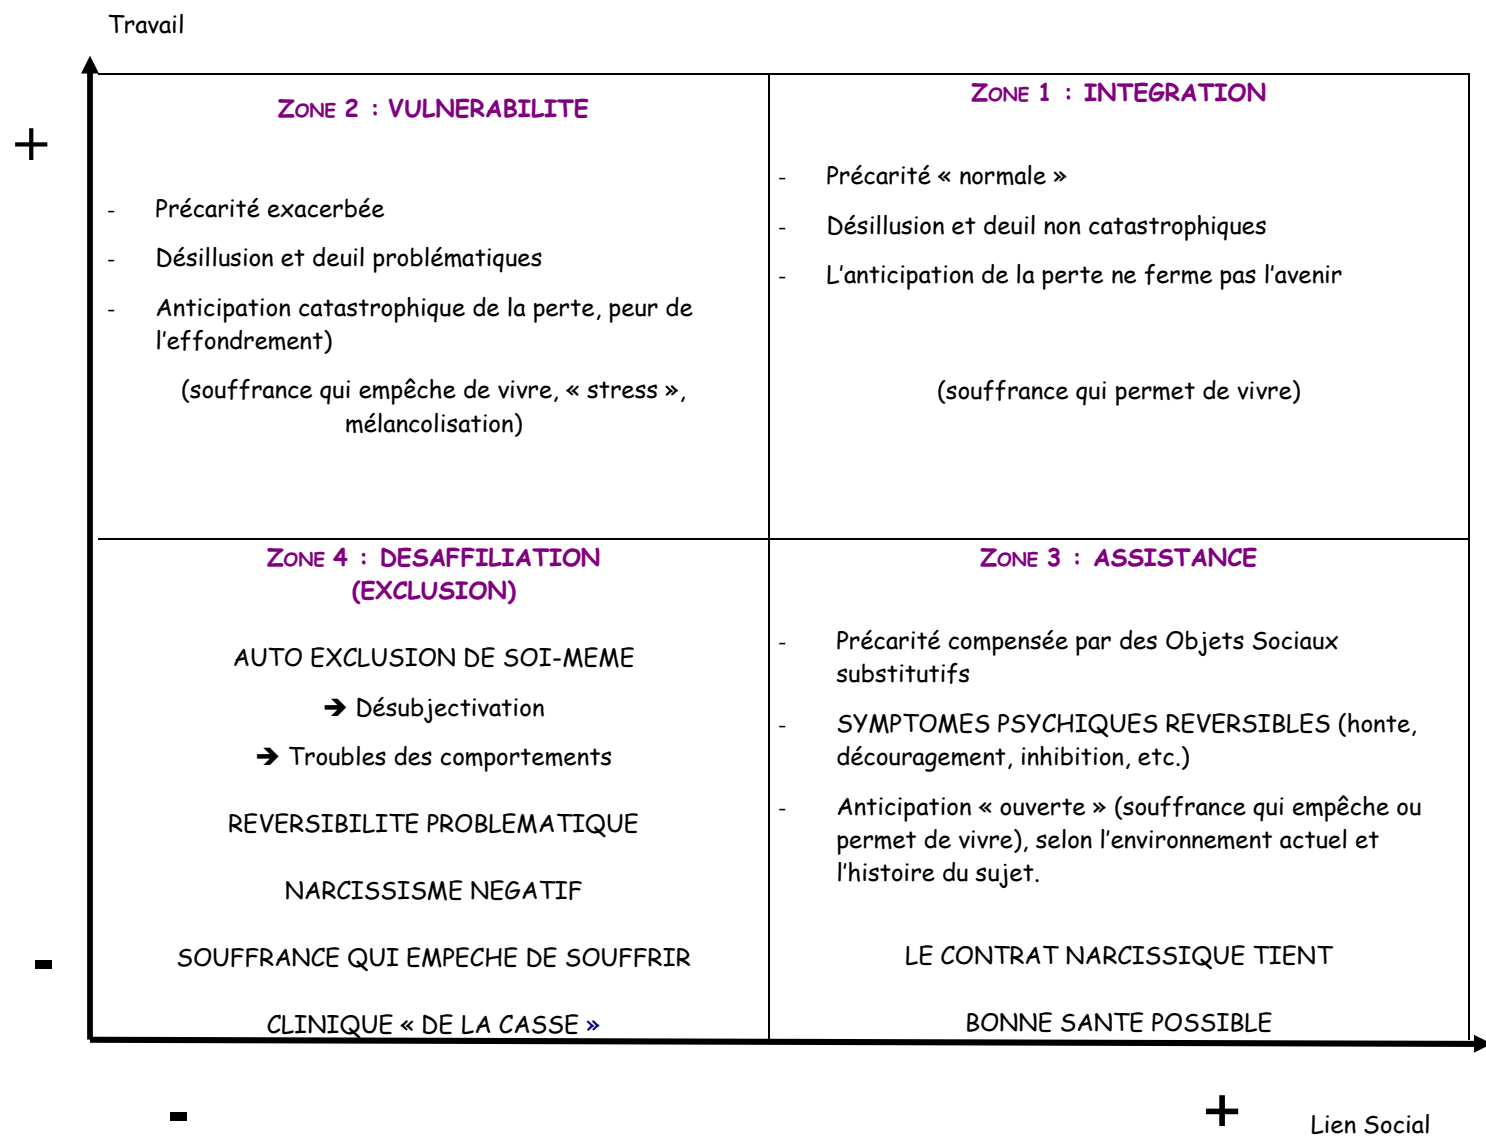 Travail
+
ZONE 2 : VULNERABILITE
- Précarité exacerbée
- Désillusion et deuil problématiques
- Anticipation catastrophique de la perte, peur de
l'effondrement)
(souffrance qui empêche de vivre, « stress »,
mélancolisation)
ZONE 1 : INTEGRATION
- Précarité « normale »
- Désillusion et deuil non catastrophiques
- L'anticipation de la perte ne ferme pas l'avenir
(souffrance qui permet de vivre)
ZONE 4 : DESAFFILIATION
(EXCLUSION)
AUTO EXCLUSION DE SOI-MEME
➔ Désubjectivation
➔ Troubles des comportements
REVERSIBILITE PROBLEMATIQUE
NARCISSISME NEGATIF
SOUFFRANCE QUI EMPECHE DE SOUFFRIR
CLINIQUE « DE LA CASSE »
ZONE 3 : ASSISTANCE
- Précarité compensée par des Objets Sociaux
substitutifs
- SYMPTOMES PSYCHIQUES REVERSIBLES (honte,
découragement, inhibition, etc.)
- Anticipation « ouverte » (souffrance qui empêche ou
permet de vivre), selon l'environnement actuel et
l'histoire du sujet.
LE CONTRAT NARCISSIQUE TIENT
BONNE SANTE POSSIBLE
-
-
+
Lien Social